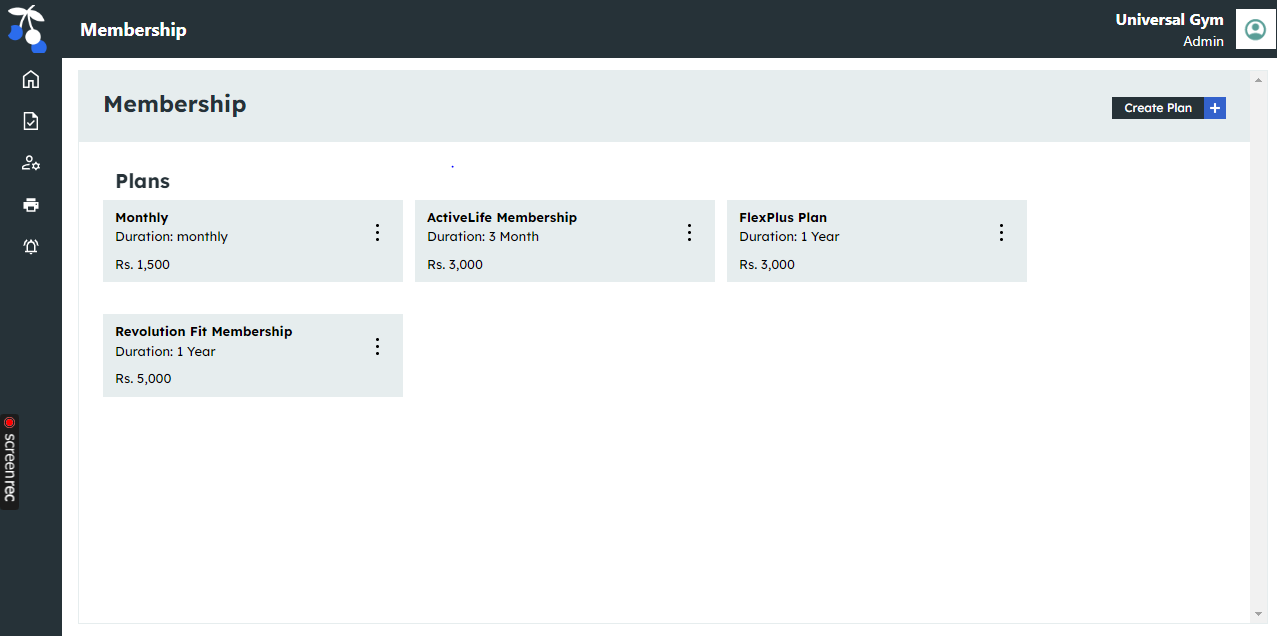 Membership
Universal Gym
Admin
Membership
Create Plan +
Plans
Monthly
Duration: monthly
Rs. 1,500
ActiveLife Membership
Duration: 3 Month
Rs. 3,000
FlexPlus Plan
Duration: 1 Year
Rs. 3,000
Revolution Fit Membership
Duration: 1 Year
Rs. 5,000
screenrec